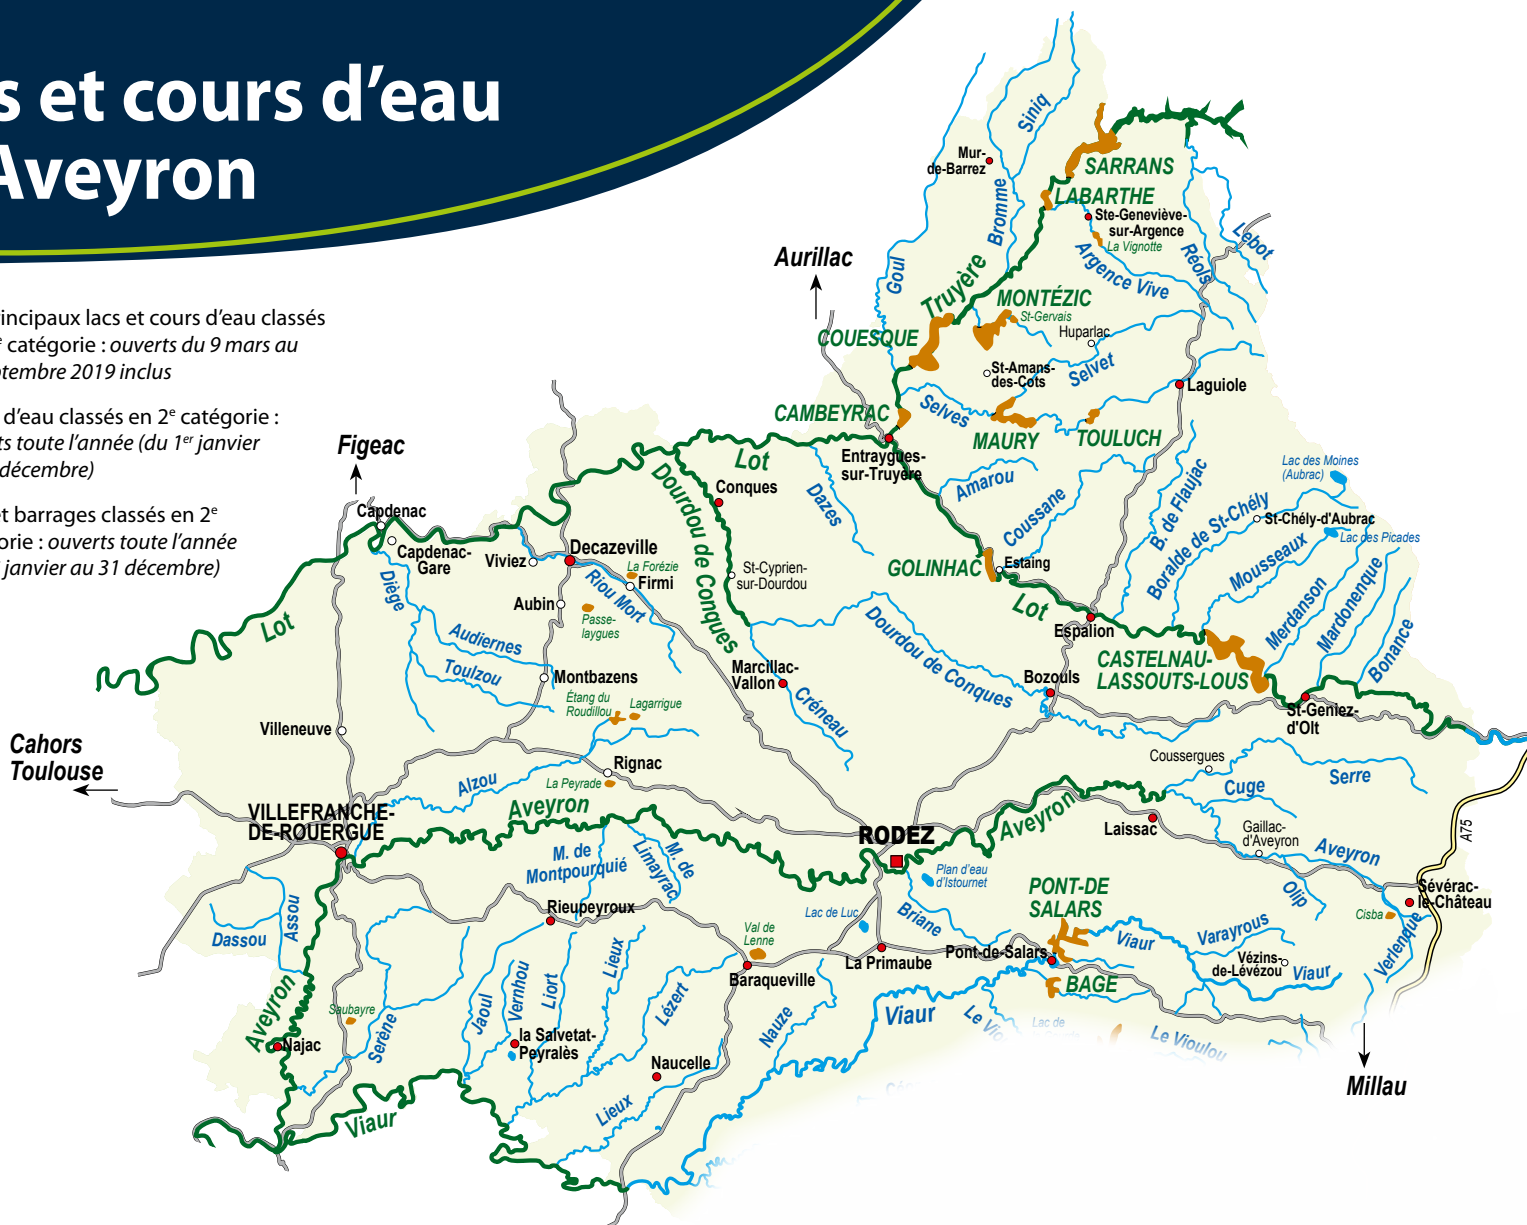 s et cours d'eau
Aveyron
rincipaux lacs et cours d'eau classés
e catégorie : ouverts du 9 mars au
ptembre 2019 inclus
d'eau classés en 2e catégorie :
ts toute l'année (du 1er janvier
décembre)
et barrages classés en 2e
orie : ouverts toute l'année
janvier au 31 décembre)
Siniq
Mur-
de-Barrez
SARRANS
Bromme
LABARTHE
Ste-Geneviève-
sur-Argence
La Vignotte
Lebot
Réols
Aurillac
Goul
Truyère
Argence Vive
MONTÉZIC
St-Gervais
COUESQUE
Huparlac
St-Amans-
des-Cots
Selvet
Laguiole
Selves
CAMBEYRAC
MAURY
TOULUCH
Entraygues-
sur-Truyère
Figeac
Lot
Conques
Dourdou de Conques
Dazes
Amarou
Coussane
B. de Flaujac
Boralde de St-Chély
Lac des Moines
(Aubrac)
St-Chély-d'Aubrac
Lac des Picades
Mousseaux
Capdenac
Capdenac-
Gare
Viviez
Decazeville
La Forézie
Firmi
Riou Mort
St-Cyprien-
sur-Dourdou
GOLINHAC
Estaing
Lot
Espalion
Merdanson
Mardonenque
Bonance
Diège
Aubin
Passe-
laygues
Lot
Audiernes
Toulzou
Montbazens
Étang du
Roudillou
Lagarrigue
Marcillac-
Vallon
Créneau
Dourdou de Conques
Bozouls
CASTELNAU-
LASSOUTS-LOUS
St-Geniez-
d'Olt
Villeneuve
Cahors
Toulouse
Rignac
La Peyrade
Alzou
Aveyron
Coussergues
Cuge
Serre
VILLEFRANCHE-
DE-ROUERGUE
RODEZ
Aveyron
Laissac
Gaillac-
d'Aveyron
Aveyron
A75
M. de
Montpourquié
M. de
Limayrac
Plan d'eau
d'Istournet
PONT-DE
SALARS
Olip
Sévérac-
le-Château
Cisba
Verlenque
Assou
Dassou
Rieupeyroux
Lac de Luc
Briane
Val de
Lenne
Baraqueville
La Primaube
Pont-de-Salars
Viaur
Varayrous
Vézins-
de-Lévézou
Viaur
BAGE
Aveyron
Saubayre
Najac
Serène
Jaoul
Vernhou
Liort
Lieux
Lézert
la Salvetat-
Peyralès
Nauze
Viaur
Lac de
Le Vioulou
Naucelle
Lieux
Viaur
Millau